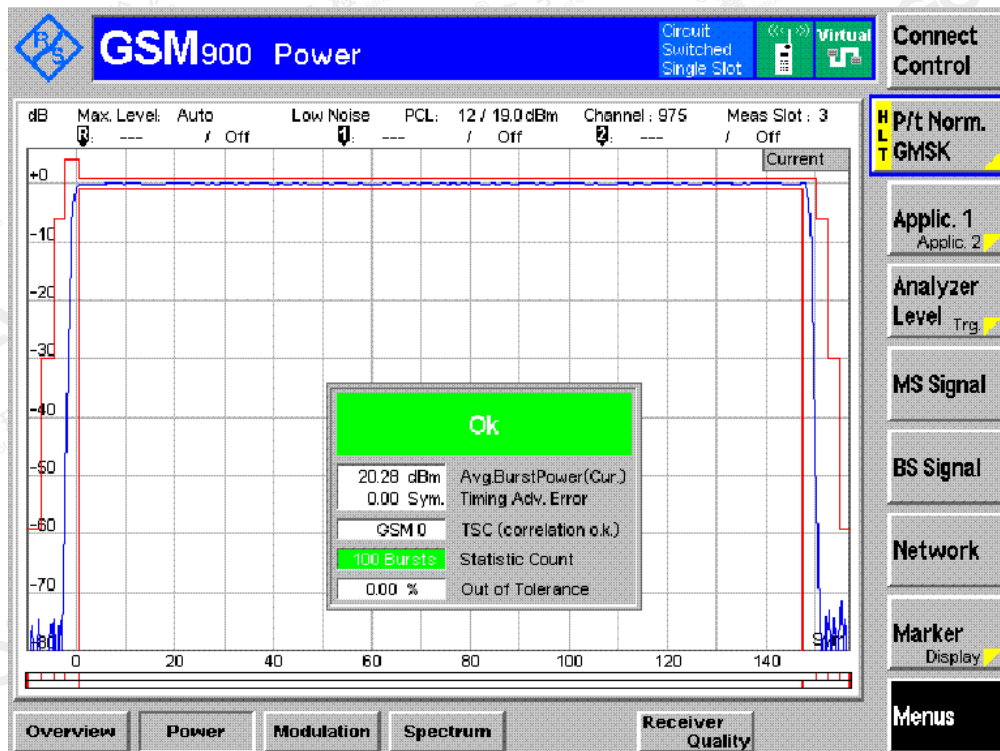 R/S
GSM900 Power
Circuit
Switched
Single Slot
Virtual
Connect
Control
dB Max. Level: Auto Low Noise PCL: 12 / 19.0 dBm Channel : 975 Meas Slot : 3
R: --- / Off 1: --- / Off 2: --- / Off
Current
H
L
T
P/t Norm.
GMSK
Applic. 1
Applic. 2
Analyzer
Level Trg.
MS Signal
BS Signal
Network
Marker
Display
Menus
+0
-10
-20
-30
-40
-50
-60
-70
-80
Ok
20.28 dBm Avg.BurstPower(Cur.)
0.00 Sym. Timing Adv. Error
GSM 0 TSC (correlation o.k.)
100 Bursts Statistic Count
0.00 % Out of Tolerance
Sym
0 20 40 60 80 100 120 140
Overview Power Modulation Spectrum Receiver
Quality